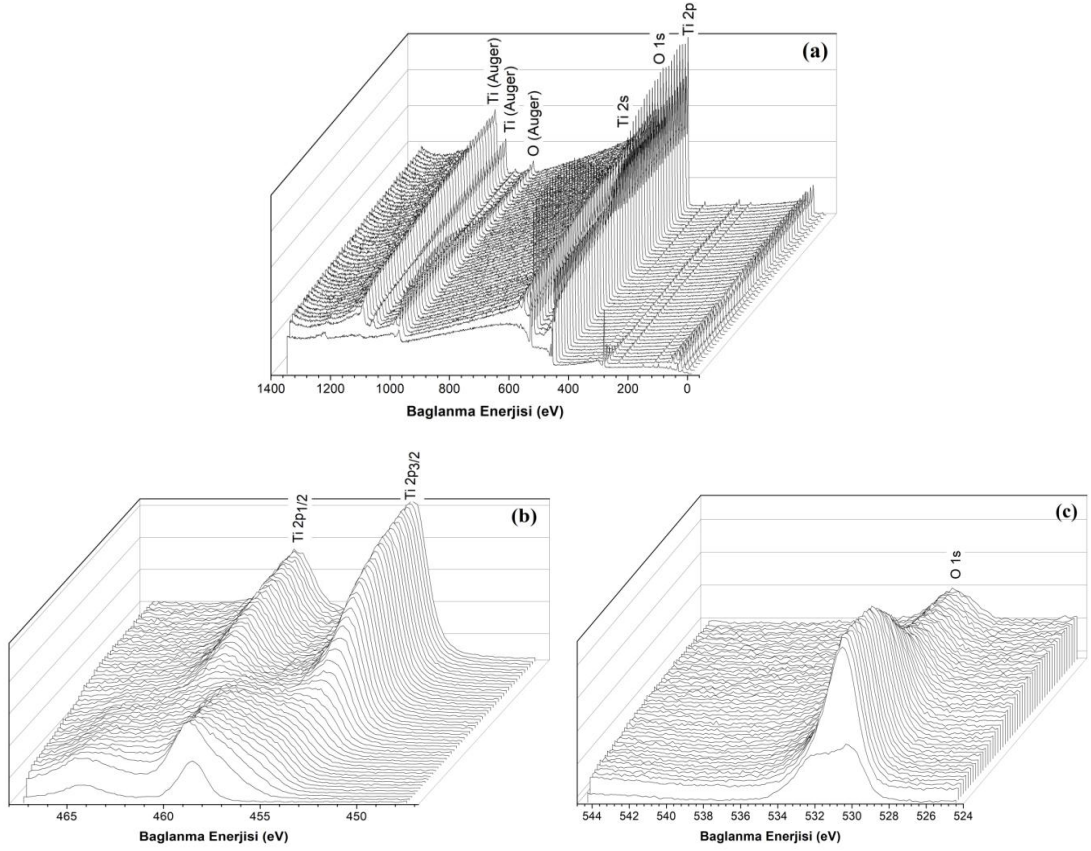 (a)
Ti (Auger)
Ti (Auger)
O (Auger)
Ti 2s
O 1s
Ti 2p
1400 1200 1000 800 600 400 200 0
Baglanma Enerjisi (eV)
(b)
Ti 2p1/2
Ti 2p3/2
465 460 455 450
Baglanma Enerjisi (eV)
(c)
O 1s
544 542 540 538 536 534 532 530 528 526 524
Baglanma Enerjisi (eV)